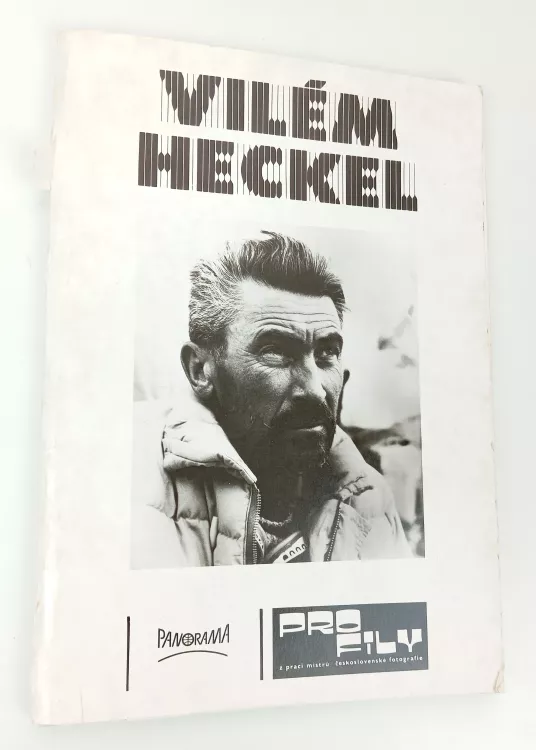 VILÉM
HECKEL
PANORAMA
PRO
FILY
z prací mistrů československé fotografie